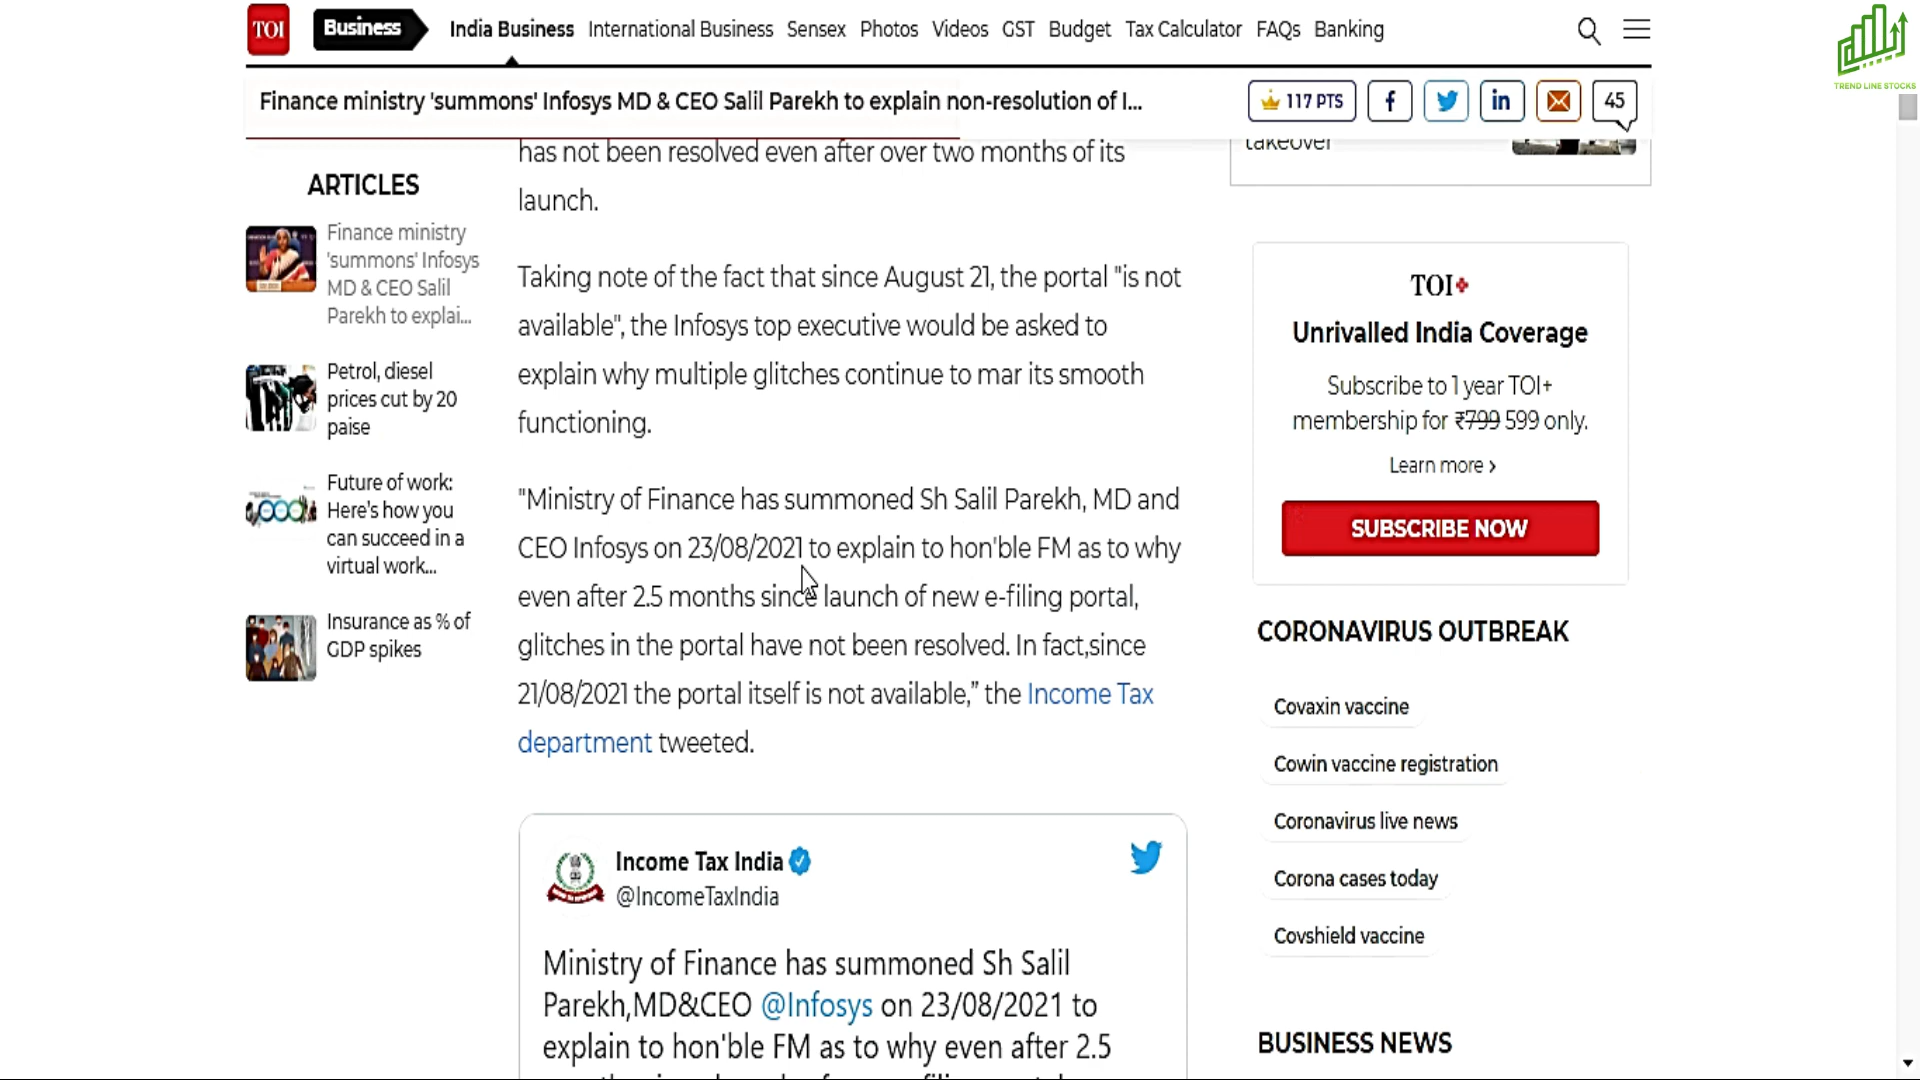 TOI
Business
India Business
International Business
Sensex
Photos
Videos
GST
Budget
Tax Calculator
FAQs
Banking
TREND LINE STOCKS
Finance ministry 'summons' Infosys MD & CEO Salil Parekh to explain non-resolution of I...
117 PTS
f
in
45
ARTICLES
Finance ministry
'summons' Infosys
MD & CEO Salil
Parekh to explai...
Petrol, diesel
prices cut by 20
paise
Future of work:
Here's how you
can succeed in a
virtual work...
Insurance as % of
GDP spikes
has not been resolved even after over two months of its
launch.
Taking note of the fact that since August 21, the portal "is not
available", the Infosys top executive would be asked to
explain why multiple glitches continue to mar its smooth
functioning.
"Ministry of Finance has summoned Sh Salil Parekh, MD and
CEO Infosys on 23/08/2021 to explain to hon'ble FM as to why
even after 2.5 months since launch of new e-filing portal,
glitches in the portal have not been resolved. In fact,since
21/08/2021 the portal itself is not available,” the Income Tax
department tweeted.
Income Tax India
@IncomeTaxIndia
Ministry of Finance has summoned Sh Salil
Parekh,MD&CEO @Infosys on 23/08/2021 to
explain to hon'ble FM as to why even after 2.5
takeover
TOI+
Unrivalled India Coverage
Subscribe to 1 year TOI+
membership for ₹799 599 only.
Learn more ›
SUBSCRIBE NOW
CORONAVIRUS OUTBREAK
Covaxin vaccine
Cowin vaccine registration
Coronavirus live news
Corona cases today
Covshield vaccine
BUSINESS NEWS